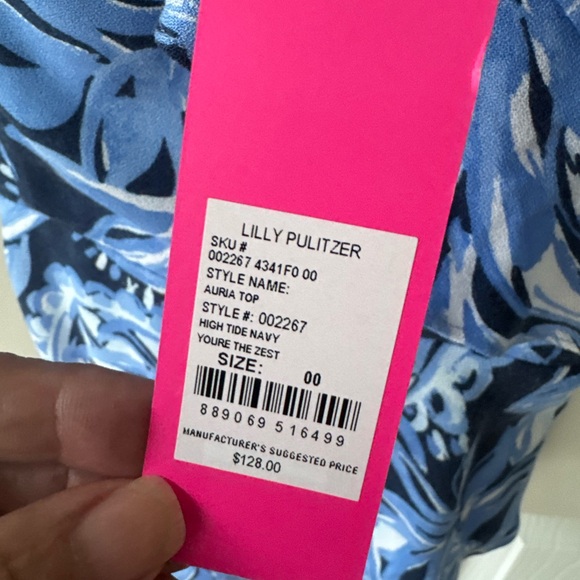 LILLY PULITZER
SKU #
002267 4341F0 00
STYLE NAME:
AURIA TOP
STYLE #: 002267
HIGH TIDE NAVY
YOURE THE ZEST
SIZE: 00
889069 516499
MANUFACTURER'S SUGGESTED PRICE
$128.00